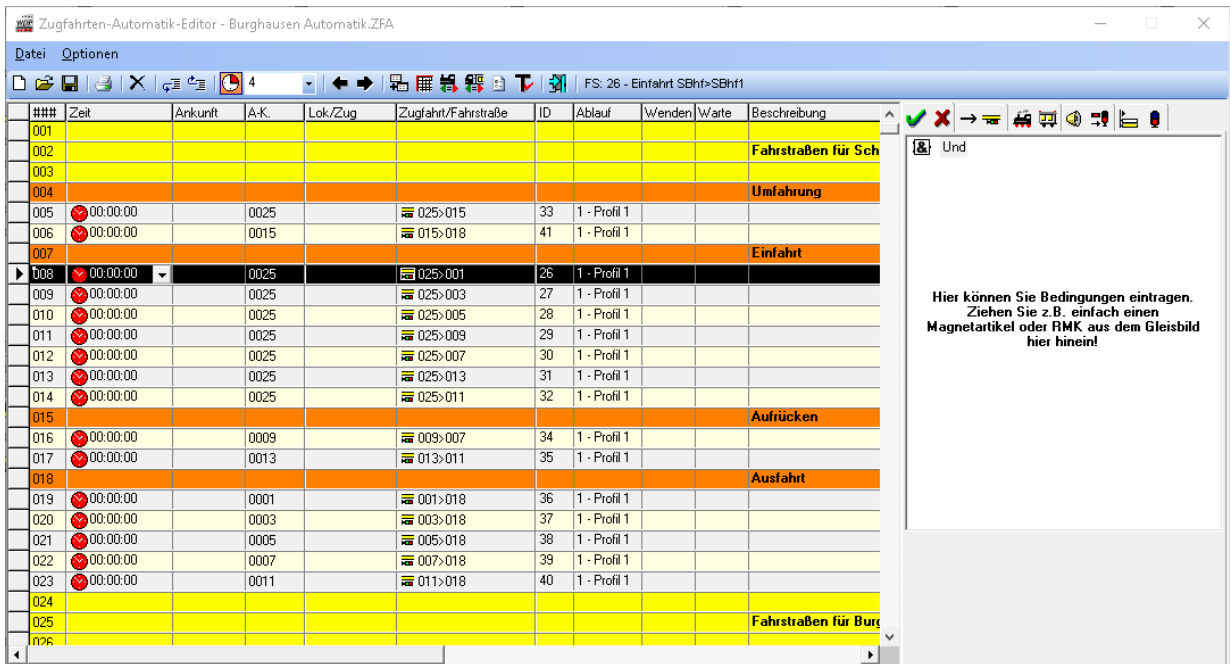 WDP Zugfahrten-Automatik-Editor - Burghausen Automatik.ZFA
Datei Optionen
4 FS: 26 - Einfahrt SBhf>SBhf1
### Zeit Ankunft A-K. Lok/Zug Zugfahrt/Fahrstraße ID Ablauf Wenden Warte Beschreibung
001
002 Fahrstraßen für Sch
003
004 Umfahrung
005 00:00:00 0025 025>015 33 1 - Profil 1
006 00:00:00 0015 015>018 41 1 - Profil 1
007 Einfahrt
008 00:00:00 0025 025>001 26 1 - Profil 1
009 00:00:00 0025 025>003 27 1 - Profil 1
010 00:00:00 0025 025>005 28 1 - Profil 1
011 00:00:00 0025 025>009 29 1 - Profil 1
012 00:00:00 0025 025>007 30 1 - Profil 1
013 00:00:00 0025 025>013 31 1 - Profil 1
014 00:00:00 0025 025>011 32 1 - Profil 1
015 Aufrücken
016 00:00:00 0009 009>007 34 1 - Profil 1
017 00:00:00 0013 013>011 35 1 - Profil 1
018 Ausfahrt
019 00:00:00 0001 001>018 36 1 - Profil 1
020 00:00:00 0003 003>018 37 1 - Profil 1
021 00:00:00 0005 005>018 38 1 - Profil 1
022 00:00:00 0007 007>018 39 1 - Profil 1
023 00:00:00 0011 011>018 40 1 - Profil 1
024
025 Fahrstraßen für Burg
026
& Und
Hier können Sie Bedingungen eintragen.
Ziehen Sie z.B. einfach einen
Magnetartikel oder RMK aus dem Gleisbild
hier hinein!